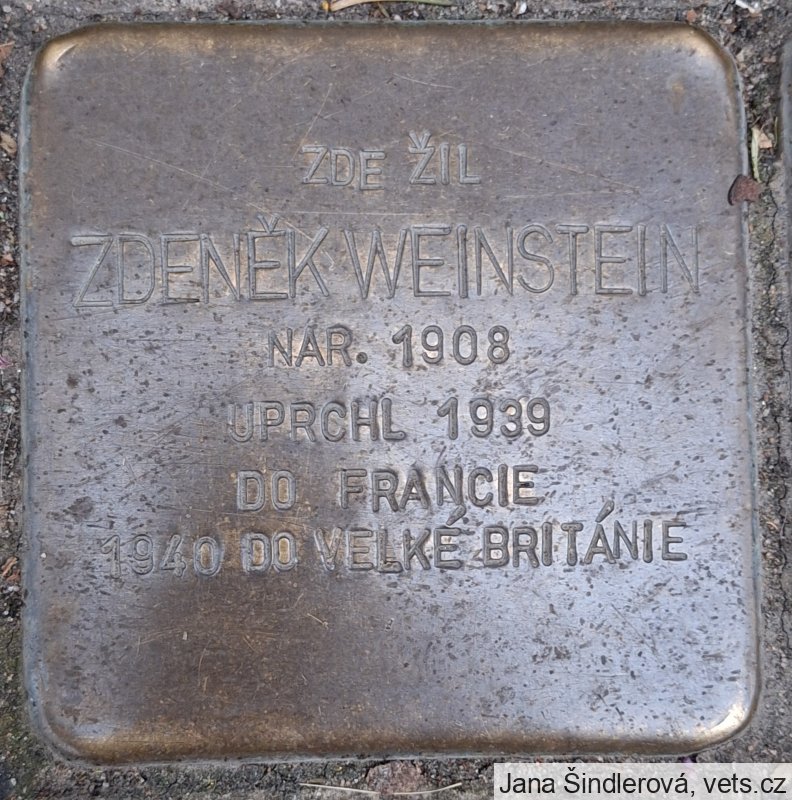 ZDE ŽIL
ZDENĚK WEINSTEIN
NAR. 1908
UPRCHL 1939
DO FRANCIE
1940 DO VELKÉ BRITÁNIE
Jana Šindlerová, vets.cz